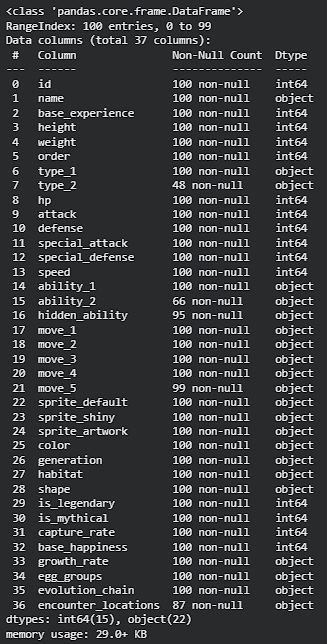 <class 'pandas.core.frame.DataFrame'>
RangeIndex: 100 entries, 0 to 99
Data columns (total 37 columns):
 #   Column               Non-Null Count  Dtype
---  ------               --------------  -----
 0   id                   100 non-null    int64
 1   name                 100 non-null    object
 2   base_experience      100 non-null    int64
 3   height               100 non-null    int64
 4   weight               100 non-null    int64
 5   order                100 non-null    int64
 6   type_1               100 non-null    object
 7   type_2               48 non-null     object
 8   hp                   100 non-null    int64
 9   attack               100 non-null    int64
 10  defense              100 non-null    int64
 11  special_attack       100 non-null    int64
 12  special_defense      100 non-null    int64
 13  speed                100 non-null    int64
 14  ability_1            100 non-null    object
 15  ability_2            66 non-null     object
 16  hidden_ability       95 non-null     object
 17  move_1               100 non-null    object
 18  move_2               100 non-null    object
 19  move_3               100 non-null    object
 20  move_4               100 non-null    object
 21  move_5               99 non-null     object
 22  sprite_default       100 non-null    object
 23  sprite_shiny         100 non-null    object
 24  sprite_artwork       100 non-null    object
 25  color                100 non-null    object
 26  generation           100 non-null    object
 27  habitat              100 non-null    object
 28  shape                100 non-null    object
 29  is_legendary         100 non-null    int64
 30  is_mythical          100 non-null    int64
 31  capture_rate         100 non-null    int64
 32  base_happiness       100 non-null    int64
 33  growth_rate          100 non-null    object
 34  egg_groups           100 non-null    object
 35  evolution_chain      100 non-null    object
 36  encounter_locations  87 non-null     object
dtypes: int64(15), object(22)
memory usage: 29.0+ KB